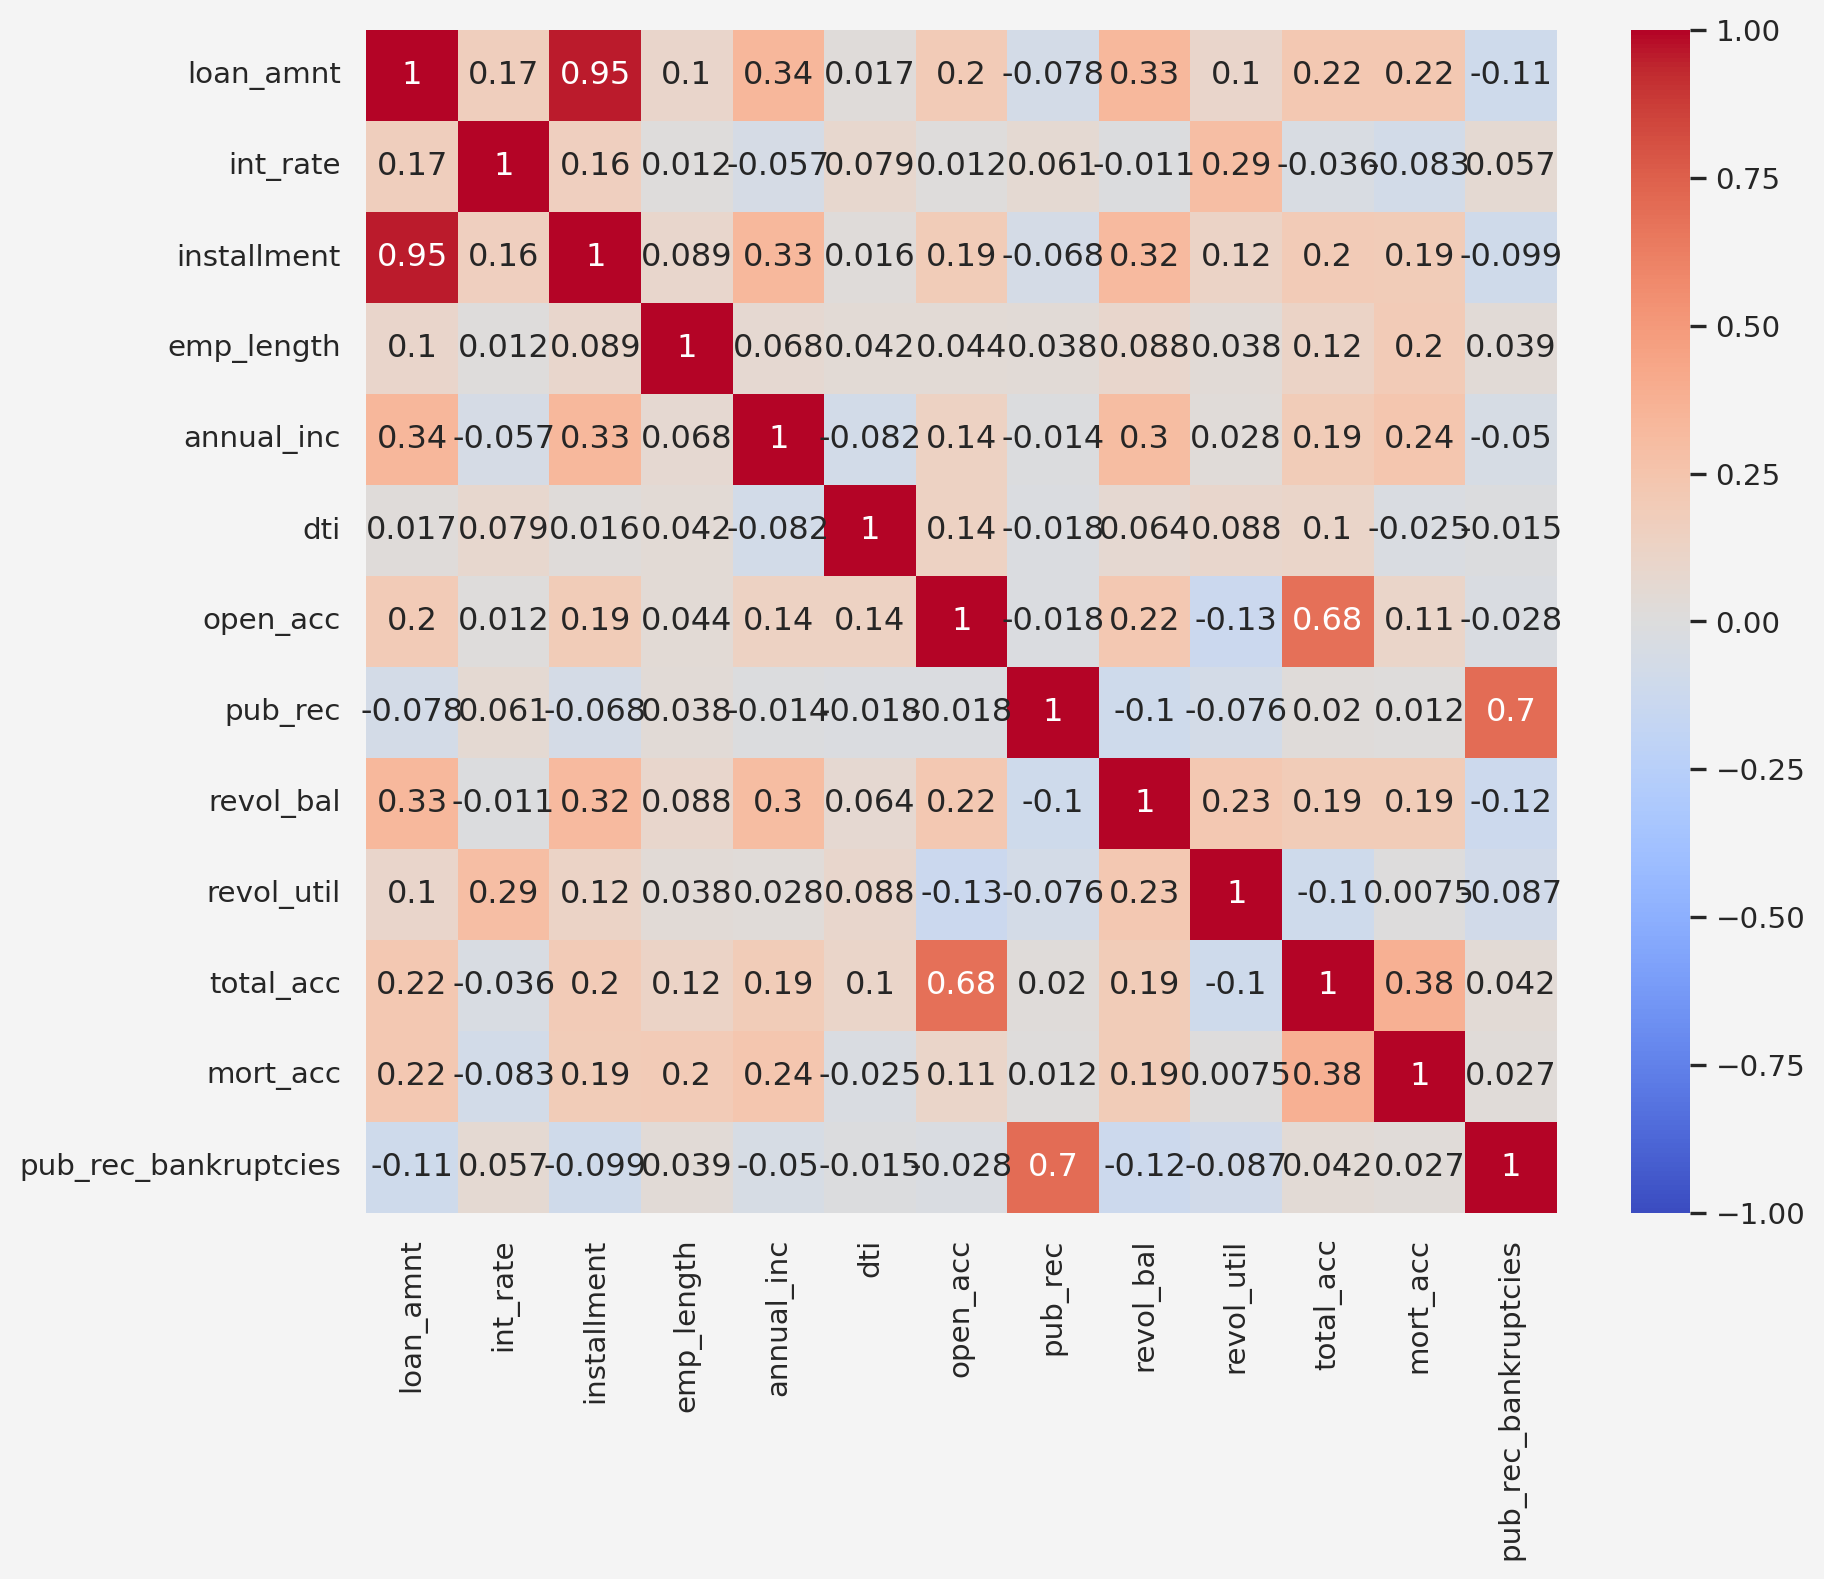 loan_amnt 1 0.17 0.95 0.1 0.34 0.017 0.2 -0.078 0.33 0.1 0.22 0.22 -0.11
int_rate 0.17 1 0.16 0.012 -0.057 0.079 0.012 0.061 -0.011 0.29 -0.036 -0.083 0.057
installment 0.95 0.16 1 0.089 0.33 0.016 0.19 -0.068 0.32 0.12 0.2 0.19 -0.099
emp_length 0.1 0.012 0.089 1 0.068 0.042 0.044 0.038 0.088 0.038 0.12 0.2 0.039
annual_inc 0.34 -0.057 0.33 0.068 1 -0.082 0.14 -0.014 0.3 0.028 0.19 0.24 -0.05
dti 0.017 0.079 0.016 0.042 -0.082 1 0.14 -0.018 0.064 0.088 0.1 -0.025 -0.015
open_acc 0.2 0.012 0.19 0.044 0.14 0.14 1 -0.018 0.22 -0.13 0.68 0.11 -0.028
pub_rec -0.078 0.061 -0.068 0.038 -0.014 -0.018 -0.018 1 -0.1 -0.076 0.02 0.012 0.7
revol_bal 0.33 -0.011 0.32 0.088 0.3 0.064 0.22 -0.1 1 0.23 0.19 0.19 -0.12
revol_util 0.1 0.29 0.12 0.038 0.028 0.088 -0.13 -0.076 0.23 1 -0.1 0.0075 -0.087
total_acc 0.22 -0.036 0.2 0.12 0.19 0.1 0.68 0.02 0.19 -0.1 1 0.38 0.042
mort_acc 0.22 -0.083 0.19 0.2 0.24 -0.025 0.11 0.012 0.19 0.0075 0.38 1 0.027
pub_rec_bankruptcies -0.11 0.057 -0.099 0.039 -0.05 -0.015 -0.028 0.7 -0.12 -0.087 0.042 0.027 1
loan_amnt
int_rate
installment
emp_length
annual_inc
dti
open_acc
pub_rec
revol_bal
revol_util
total_acc
mort_acc
pub_rec_bankruptcies
1.00
0.75
0.50
0.25
0.00
−0.25
−0.50
−0.75
−1.00